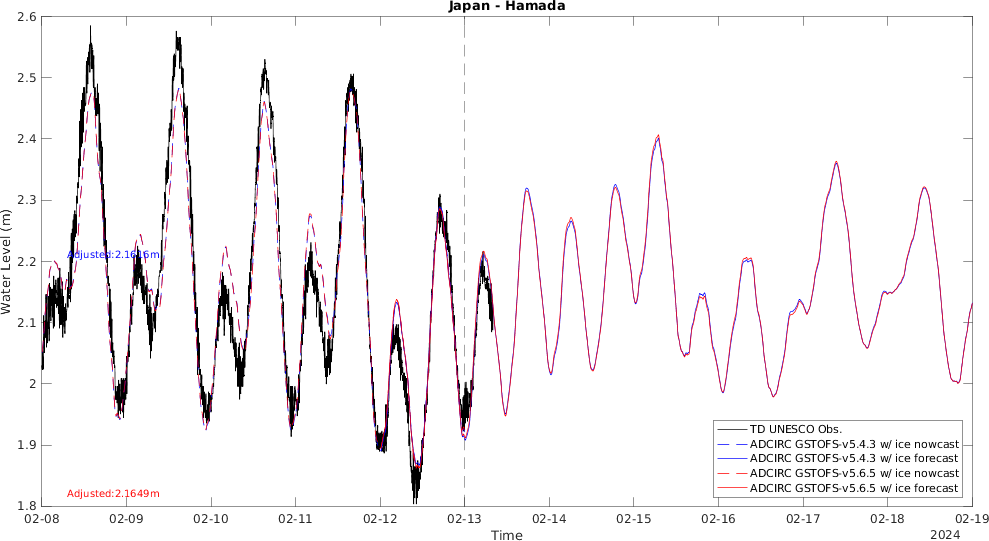 Japan - Hamada
Water Level (m)
2.6
2.5
2.4
2.3
2.2
2.1
2
1.9
1.8
Adjusted:2.1616m
Adjusted:2.1649m
TD UNESCO Obs.
ADCIRC GSTOFS-v5.4.3 w/ ice nowcast
ADCIRC GSTOFS-v5.4.3 w/ ice forecast
ADCIRC GSTOFS-v5.6.5 w/ ice nowcast
ADCIRC GSTOFS-v5.6.5 w/ ice forecast
02-08 02-09 02-10 02-11 02-12 02-13 02-14 02-15 02-16 02-17 02-18 02-19
Time
2024